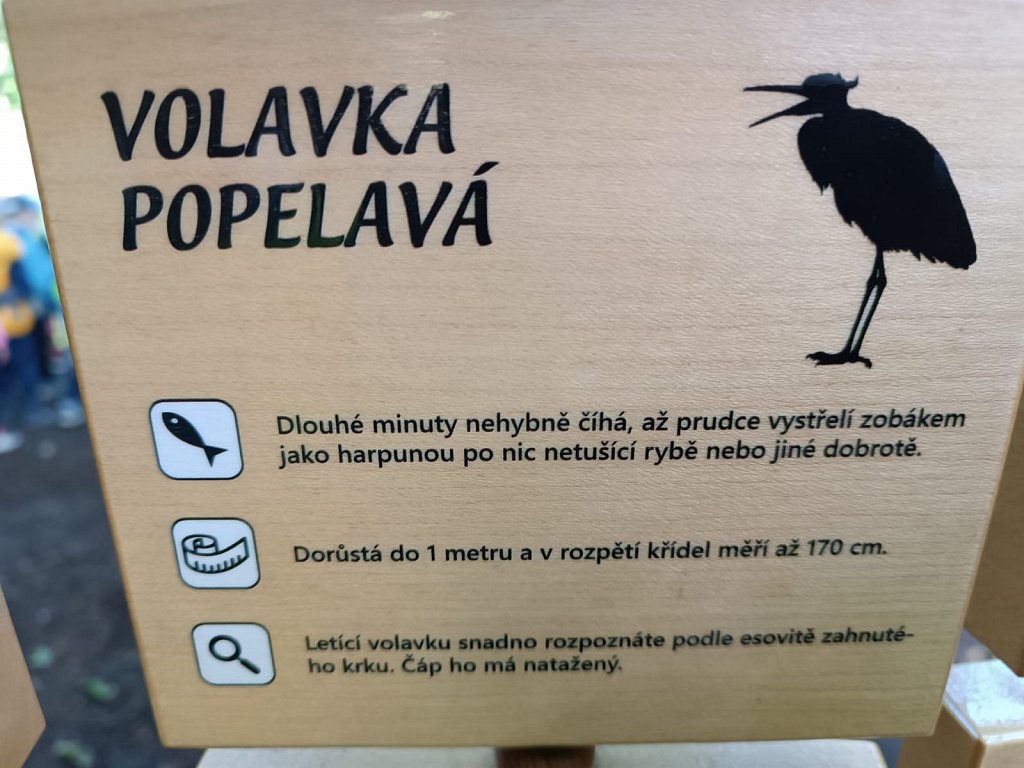 VOLAVKA
POPELAVÁ
Dlouhé minuty nehybně číhá, až prudce vystřelí zobákem
jako harpunou po nic netušící rybě nebo jiné dobrotě.
Dorůstá do 1 metru a v rozpětí křídel měří až 170 cm.
Letící volavku snadno rozpoznáte podle esovitě zahnuté-
ho krku. Čáp ho má natažený.